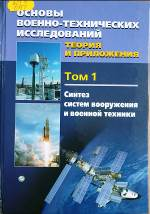 ОСНОВЫ
ВОЕННО-ТЕХНИЧЕСКИХ
ИССЛЕДОВАНИЙ
ТЕОРИЯ И ПРИЛОЖЕНИЯ
Том 1
Синтез
систем вооружения
и военной техники